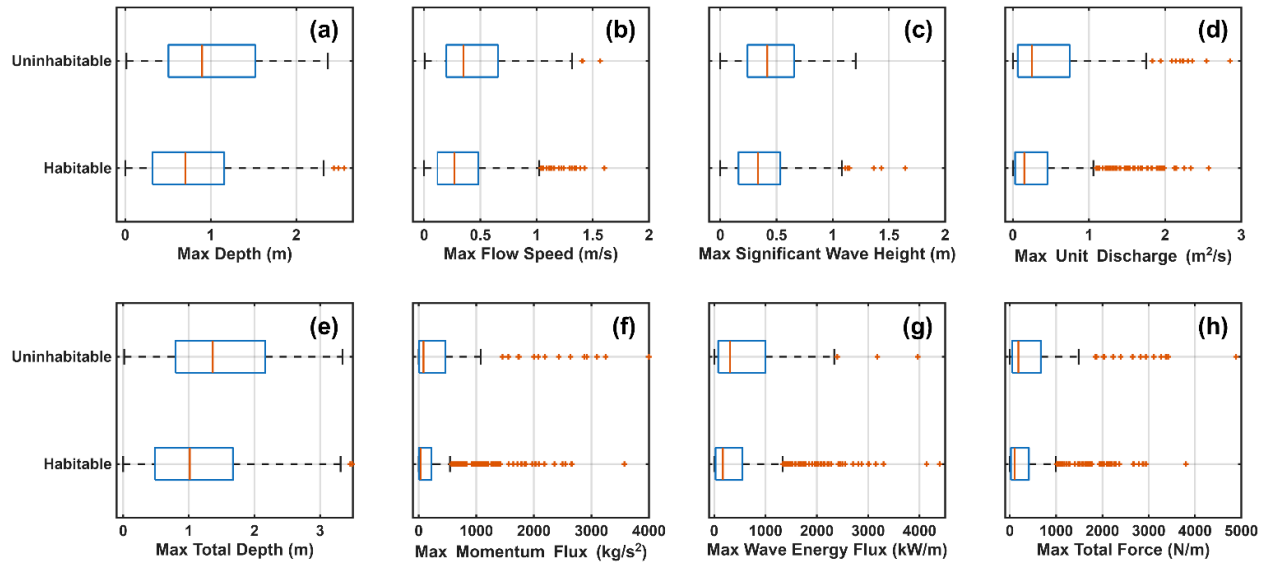 (a) (b) (c) (d)
Uninhabitable
Habitable
0 1 2 0 0.5 1 1.5 2 0 0.5 1 1.5 2 0 1 2 3
Max Depth (m) Max Flow Speed (m/s) Max Significant Wave Height (m) Max Unit Discharge (m²/s)
(e) (f) (g) (h)
Uninhabitable
Habitable
0 1 2 3 0 1000 2000 3000 4000 0 1000 2000 3000 4000 0 1000 2000 3000 4000 5000
Max Total Depth (m) Max Momentum Flux (kg/s²) Max Wave Energy Flux (kW/m) Max Total Force (N/m)